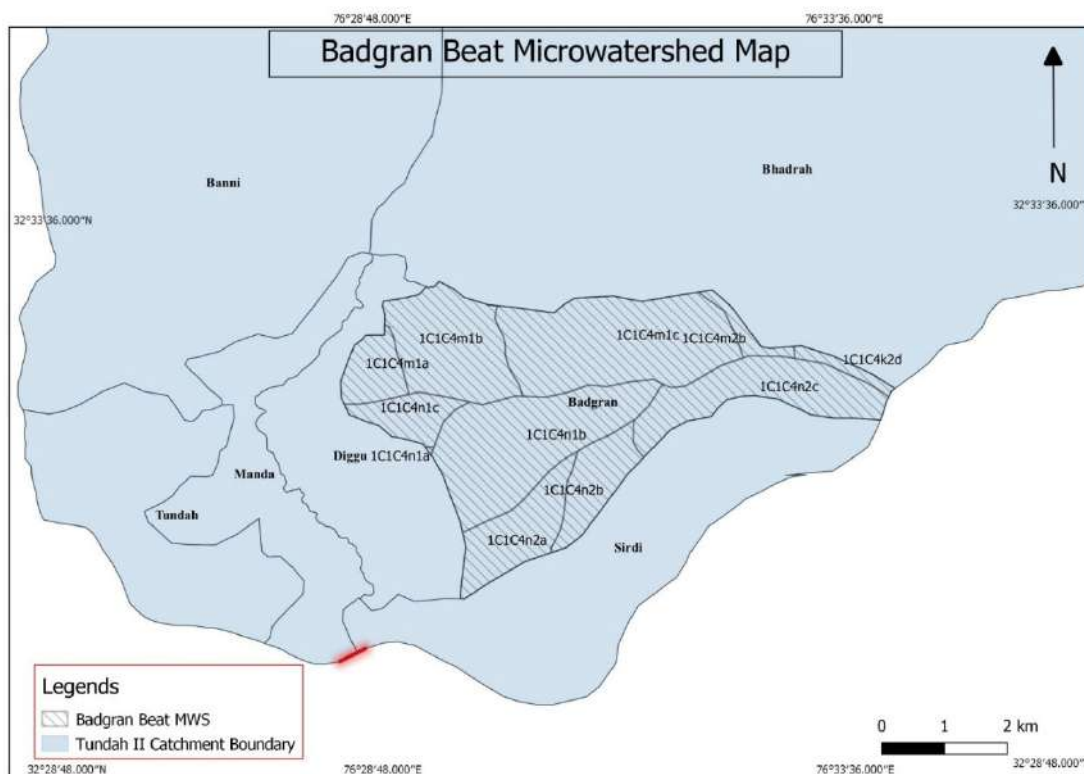 76°28'48.000"E
76°33'36.000"E
Badgran Beat Microwatershed Map
N
Bhadrah
Banni
32°33'36.000"N
32°33'36.000"N
1C1C4m1b
1C1C4m1c
1C1C4m2b
1C1C4m1a
1C1C4k2d
1C1C4n2c
1C1C4n1c
Badgran
1C1C4n1b
Diggu
1C1C4n1a
Manda
1C1C4n2b
Tundah
1C1C4n2a
Sirdi
Legends
Badgran Beat MWS
Tundah II Catchment Boundary
0 1 2 km
32°28'48.000"N
76°28'48.000"E
76°33'36.000"E
32°28'48.000"N